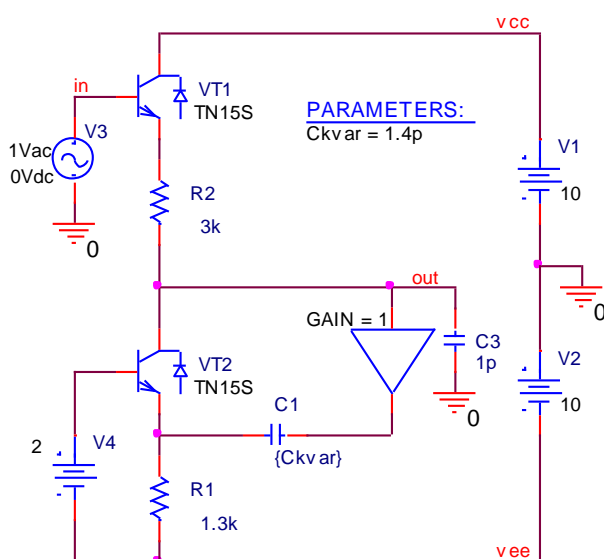 vcc
in
VT1
TN15S
PARAMETERS:
Ckvar = 1.4p
V3
1Vac
0Vdc
V1
10
R2
3k
0
0
out
GAIN = 1
C3
1p
VT2
TN15S
V2
10
C1
0
2
V4
{Ckvar}
R1
1.3k
vee